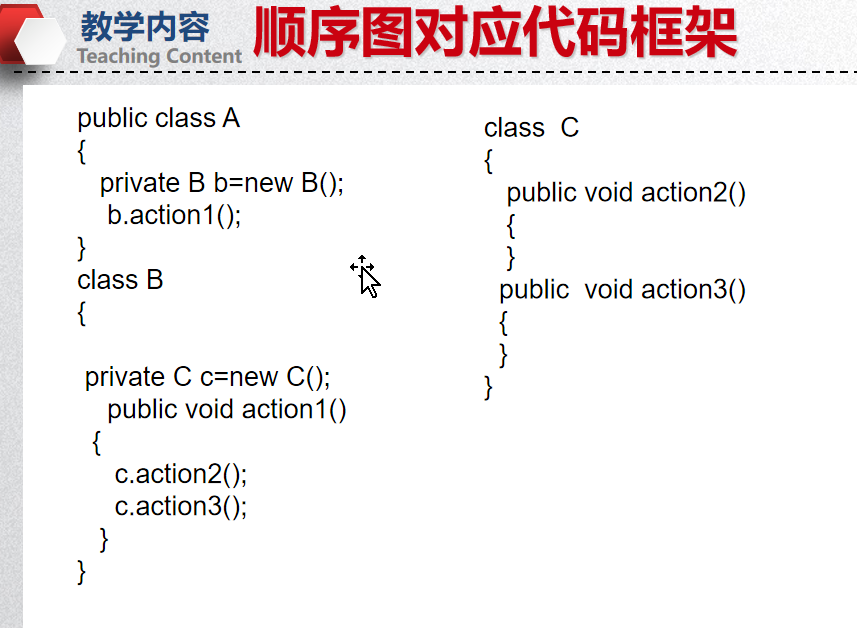 教学内容
Teaching Content
顺序图对应代码框架
public class A
{
private B b=new B();
b.action1();
}
class B
{
private C c=new C();
public void action1()
{
c.action2();
c.action3();
}
}
class  C
{
public void action2()
{
}
public  void action3()
{
}
}